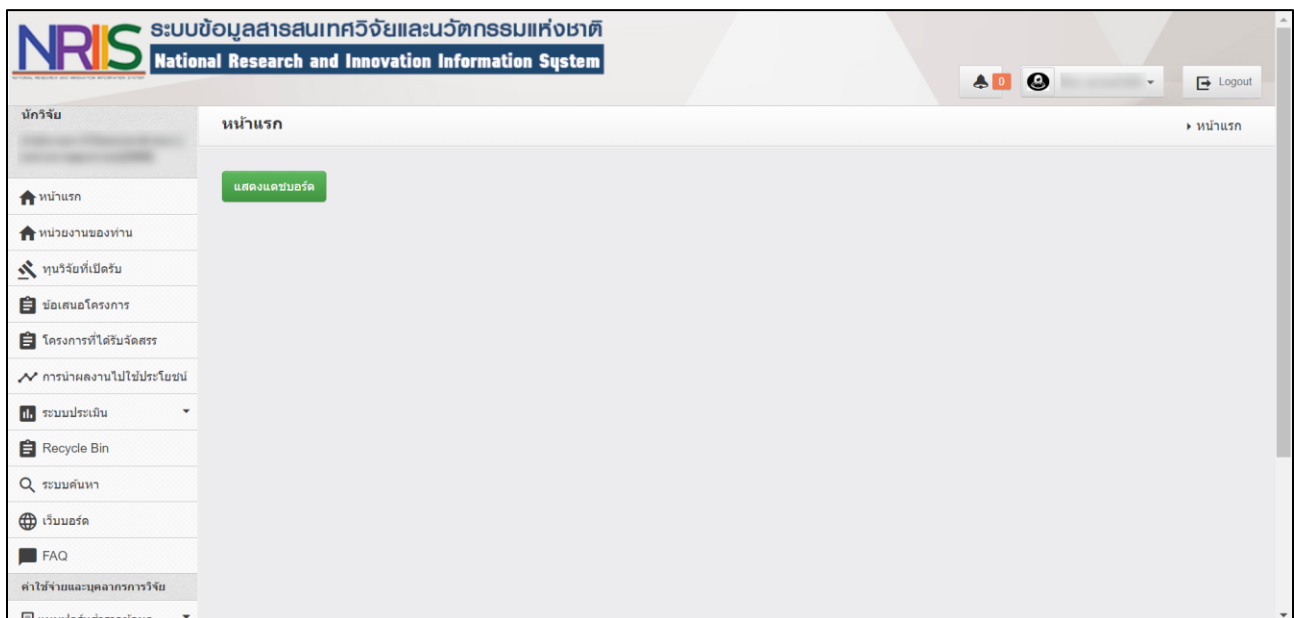 NRIIS
ระบบข้อมูลสารสนเทศวิจัยและนวัตกรรมแห่งชาติ
National Research and Innovation Information System
NATIONAL RESEARCH AND INNOVATION INFORMATION SYSTEM
0
Logout
นักวิจัย
หน้าแรก
หน้าแรก
แสดงแดชบอร์ด
หน้าแรก
หน่วยงานของท่าน
ทุนวิจัยที่เปิดรับ
ข้อเสนอโครงการ
โครงการที่ได้รับจัดสรร
การนำผลงานไปใช้ประโยชน์
ระบบประเมิน
Recycle Bin
ระบบค้นหา
เว็บบอร์ด
FAQ
ค่าใช้จ่ายและบุคลากรการวิจัย